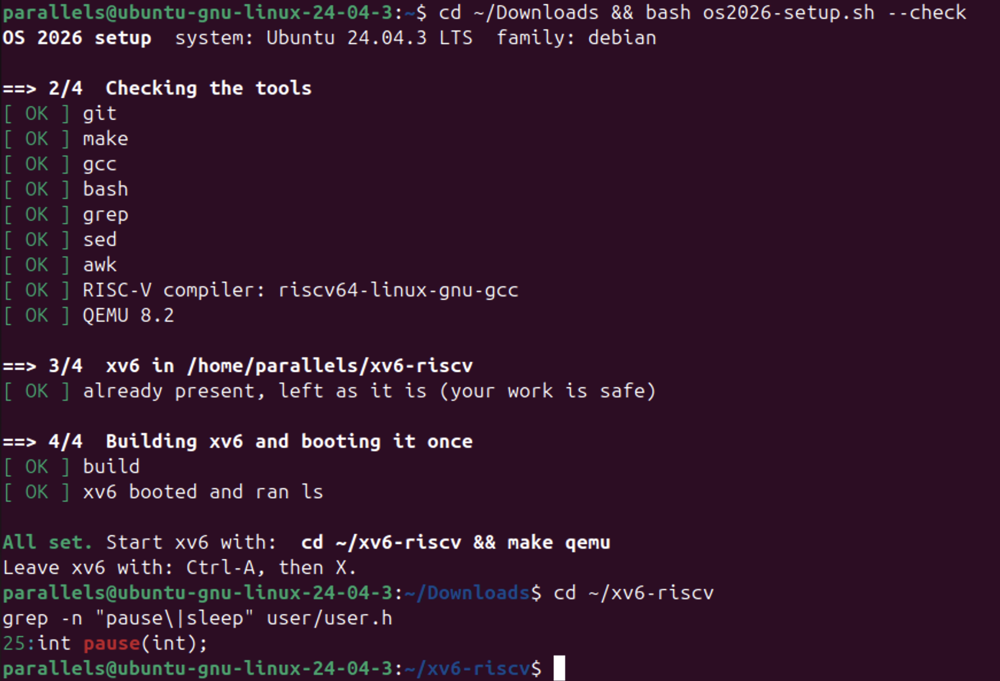 parallels@ubuntu-gnu-linux-24-04-3:~$ cd ~/Downloads && bash os2026-setup.sh --check
OS 2026 setup  system: Ubuntu 24.04.3 LTS  family: debian

==> 2/4  Checking the tools
[ OK ] git
[ OK ] make
[ OK ] gcc
[ OK ] bash
[ OK ] grep
[ OK ] sed
[ OK ] awk
[ OK ] RISC-V compiler: riscv64-linux-gnu-gcc
[ OK ] QEMU 8.2

==> 3/4  xv6 in /home/parallels/xv6-riscv
[ OK ] already present, left as it is (your work is safe)

==> 4/4  Building xv6 and booting it once
[ OK ] build
[ OK ] xv6 booted and ran ls

All set. Start xv6 with:  cd ~/xv6-riscv && make qemu
Leave xv6 with: Ctrl-A, then X.
parallels@ubuntu-gnu-linux-24-04-3:~/Downloads$ cd ~/xv6-riscv
grep -n "pause\|sleep" user/user.h
25:int pause(int);
parallels@ubuntu-gnu-linux-24-04-3:~/xv6-riscv$